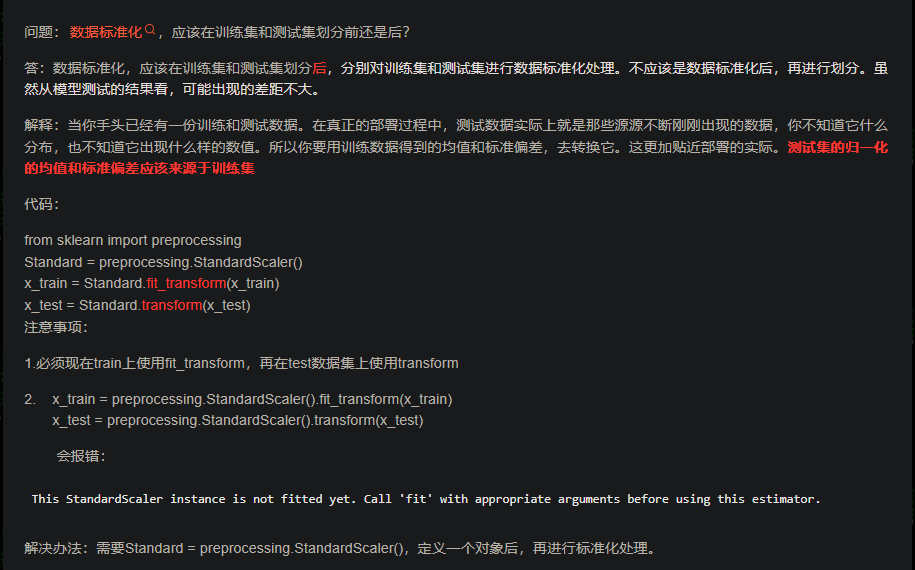 问题：数据标准化，应该在训练集和测试集划分前还是后？
答：数据标准化，应该在训练集和测试集划分后，分别对训练集和测试集进行数据标准化处理。不应该是数据标准化后，再进行划分。虽
然从模型测试的结果看，可能出现的差距不大。
解释：当你手头已经有一份训练和测试数据。在真正的部署过程中，测试数据实际上就是那些源源不断刚刚出现的数据，你不知道它什么
分布，也不知道它出现什么样的数值。所以你要用训练数据得到的均值和标准偏差，去转换它。这更加贴近部署的实际。测试集的归一化
的均值和标准偏差应该来源于训练集
代码：
from sklearn import preprocessing
Standard = preprocessing.StandardScaler()
x_train = Standard.fit_transform(x_train)
x_test = Standard.transform(x_test)
注意事项：
1.必须现在train上使用fit_transform，再在test数据集上使用transform
2. x_train = preprocessing.StandardScaler().fit_transform(x_train)
x_test = preprocessing.StandardScaler().transform(x_test)
会报错：
This StandardScaler instance is not fitted yet. Call 'fit' with appropriate arguments before using this estimator.
解决办法：需要Standard = preprocessing.StandardScaler()，定义一个对象后，再进行标准化处理。